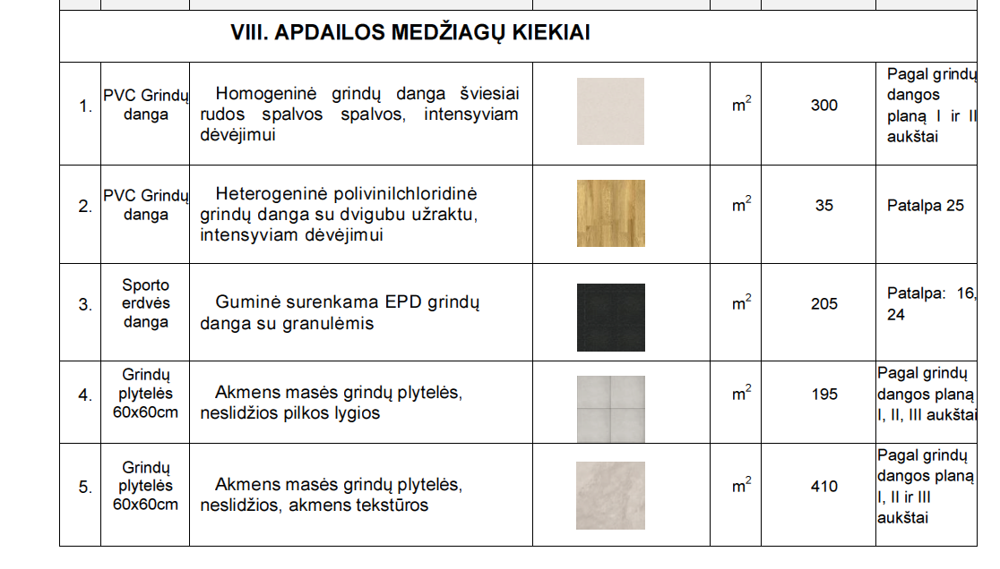 VIII. APDAILOS MEDŽIAGŲ KIEKIAI
1.
PVC Grindų
danga
Homogeninė grindų danga šviesiai
rudos spalvos spalvos, intensyviam
dėvėjimui
m2
300
Pagal grindų
dangos
planą I ir II
aukštai
2.
PVC Grindų
danga
Heterogeninė polivinilchloridinė
grindų danga su dvigubu užraktu,
intensyviam dėvėjimui
m2
35
Patalpa 25
3.
Sporto
erdvės
danga
Guminė surenkama EPD grindų
danga su granulėmis
m2
205
Patalpa: 16,
24
4.
Grindų
plytelės
60x60cm
Akmens masės grindų plytelės,
neslidžios pilkos lygios
m2
195
Pagal grindų
dangos planą
I, II, III aukštai
5.
Grindų
plytelės
60x60cm
Akmens masės grindų plytelės,
neslidžios, akmens tekstūros
m2
410
Pagal grindų
dangos planą
I, II ir III
aukštai